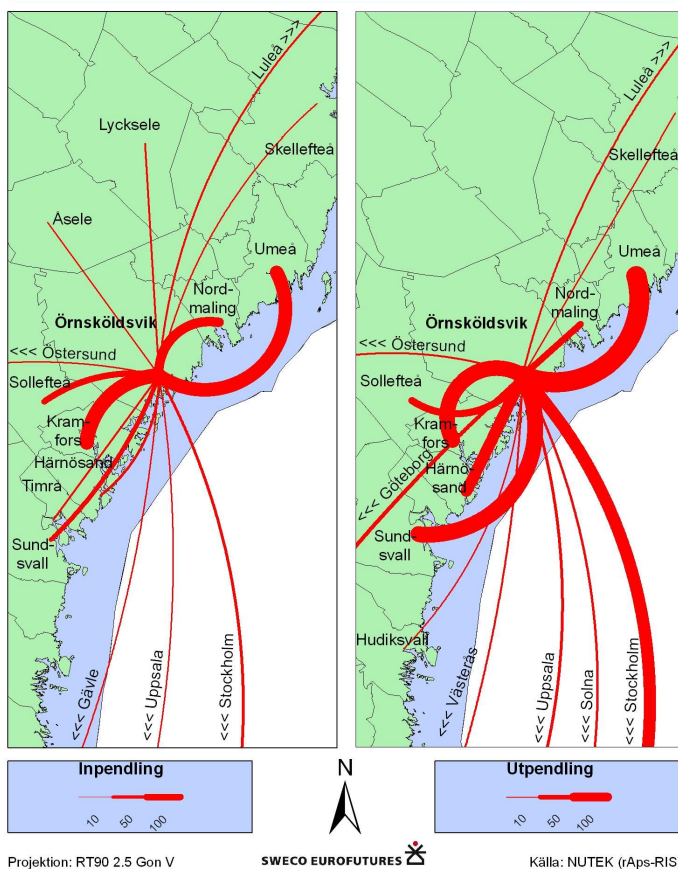 Luleå >>>
Lycksele
Skellefteå
Åsele
Umeå
Nord-
maling
Örnsköldsvik
<<< Östersund
Sollefteå
Kram-
fors
Härnösand
Timrå
Sund-
svall
<<< Gävle
<<< Uppsala
<<< Stockholm
Luleå >>>
Skellefteå
Umeå
Nord-
maling
Örnsköldsvik
<<< Östersund
Sollefteå
Kram-
fors
Härnö-
sand
<<< Göteborg
Sund-
svall
Hudiksvall
<<< Västerås
<<< Uppsala
<<< Solna
<<< Stockholm
Inpendling
10 50 100
N
Utpendling
10 50 100
Projektion: RT90 2.5 Gon V
SWECO EUROFUTURES
Källa: NUTEK (rAps-RIS)